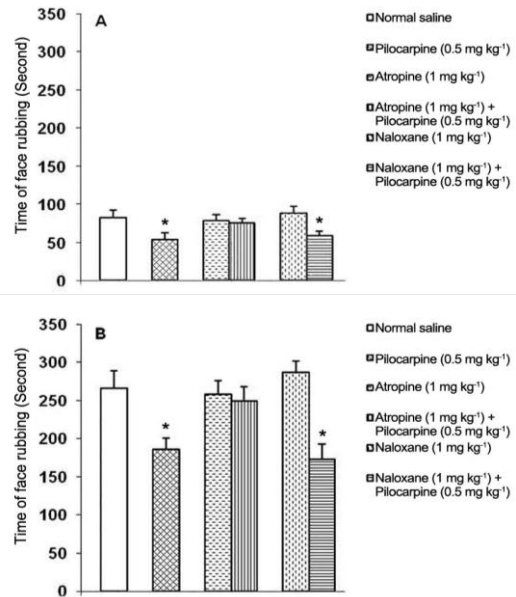 A
Time of face rubbing (Second)
350
300
250
200
150
100
50
0
*
*
Normal saline
Pilocarpine (0.5 mg kg⁻¹)
Atropine (1 mg kg⁻¹)
Atropine (1 mg kg⁻¹) +
Pilocarpine (0.5 mg kg⁻¹)
Naloxane (1 mg kg⁻¹)
Naloxane (1 mg kg⁻¹) +
Pilocarpine (0.5 mg kg⁻¹)
B
Time of face rubbing (Second)
350
300
250
200
150
100
50
0
*
*
Normal saline
Pilocarpine (0.5 mg kg⁻¹)
Atropine (1 mg kg⁻¹)
Atropine (1 mg kg⁻¹) +
Pilocarpine (0.5 mg kg⁻¹)
Naloxane (1 mg kg⁻¹)
Naloxane (1 mg kg⁻¹) +
Pilocarpine (0.5 mg kg⁻¹)